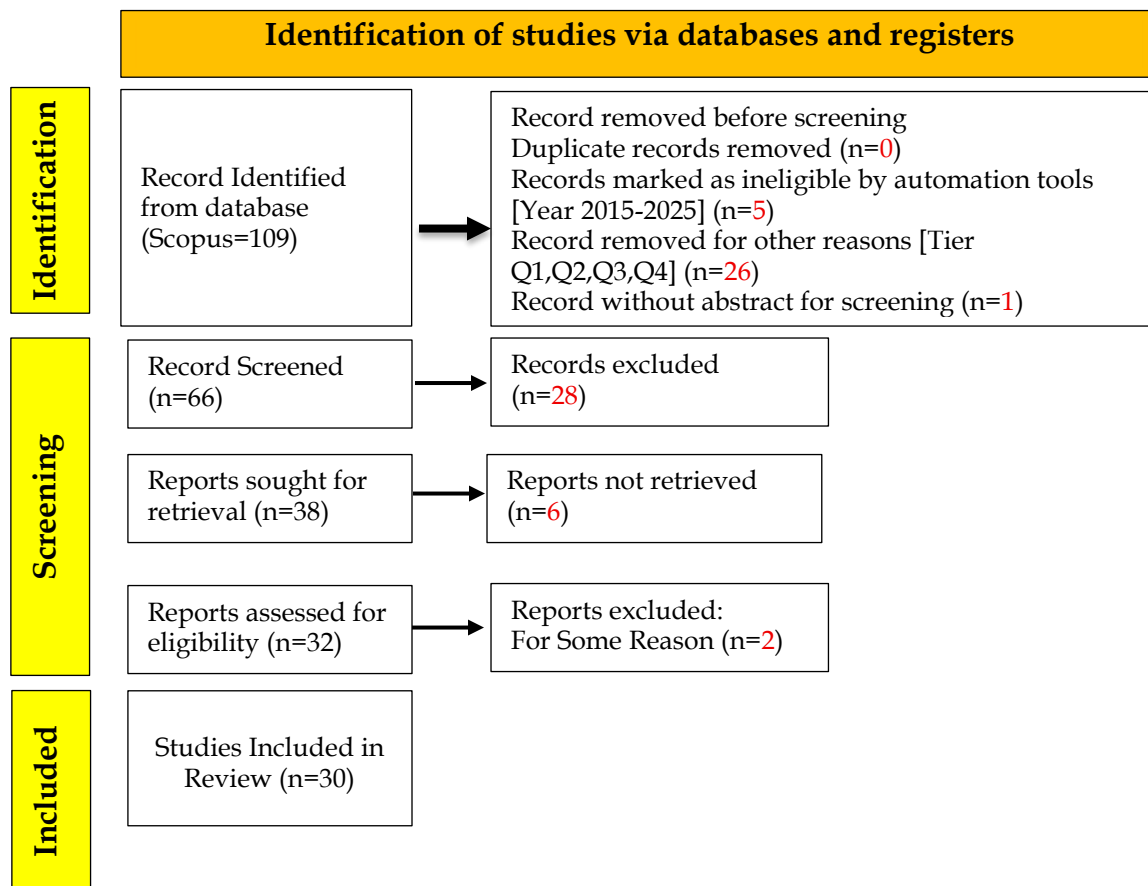 Identification of studies via databases and registers
Identification
Record Identified
from database
(Scopus=109)
Record removed before screening
Duplicate records removed (n=0)
Records marked as ineligible by automation tools
[Year 2015-2025] (n=5)
Record removed for other reasons [Tier
Q1,Q2,Q3,Q4] (n=26)
Record without abstract for screening (n=1)
Screening
Record Screened
(n=66)
Records excluded
(n=28)
Reports sought for
retrieval (n=38)
Reports not retrieved
(n=6)
Reports assessed for
eligibility (n=32)
Reports excluded:
For Some Reason (n=2)
Included
Studies Included in
Review (n=30)